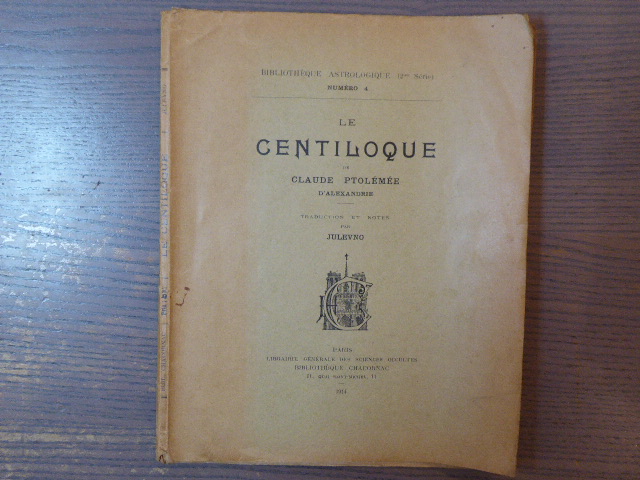 BIBLIOTHÈQUE ASTROLOGIQUE (2me Série)
NUMÉRO 4
LE
CENTILOQUE
DE
CLAUDE PTOLÉMÉE
D'ALEXANDRIE
TRADUCTION ET NOTES
PAR
JULEVNO
PARIS
LIBRAIRIE GÉNÉRALE DES SCIENCES OCCULTES
BIBLIOTHÈQUE CHACORNAC
11, QUAI SAINT-MICHEL, 11
1914
LE CENTILOQUE